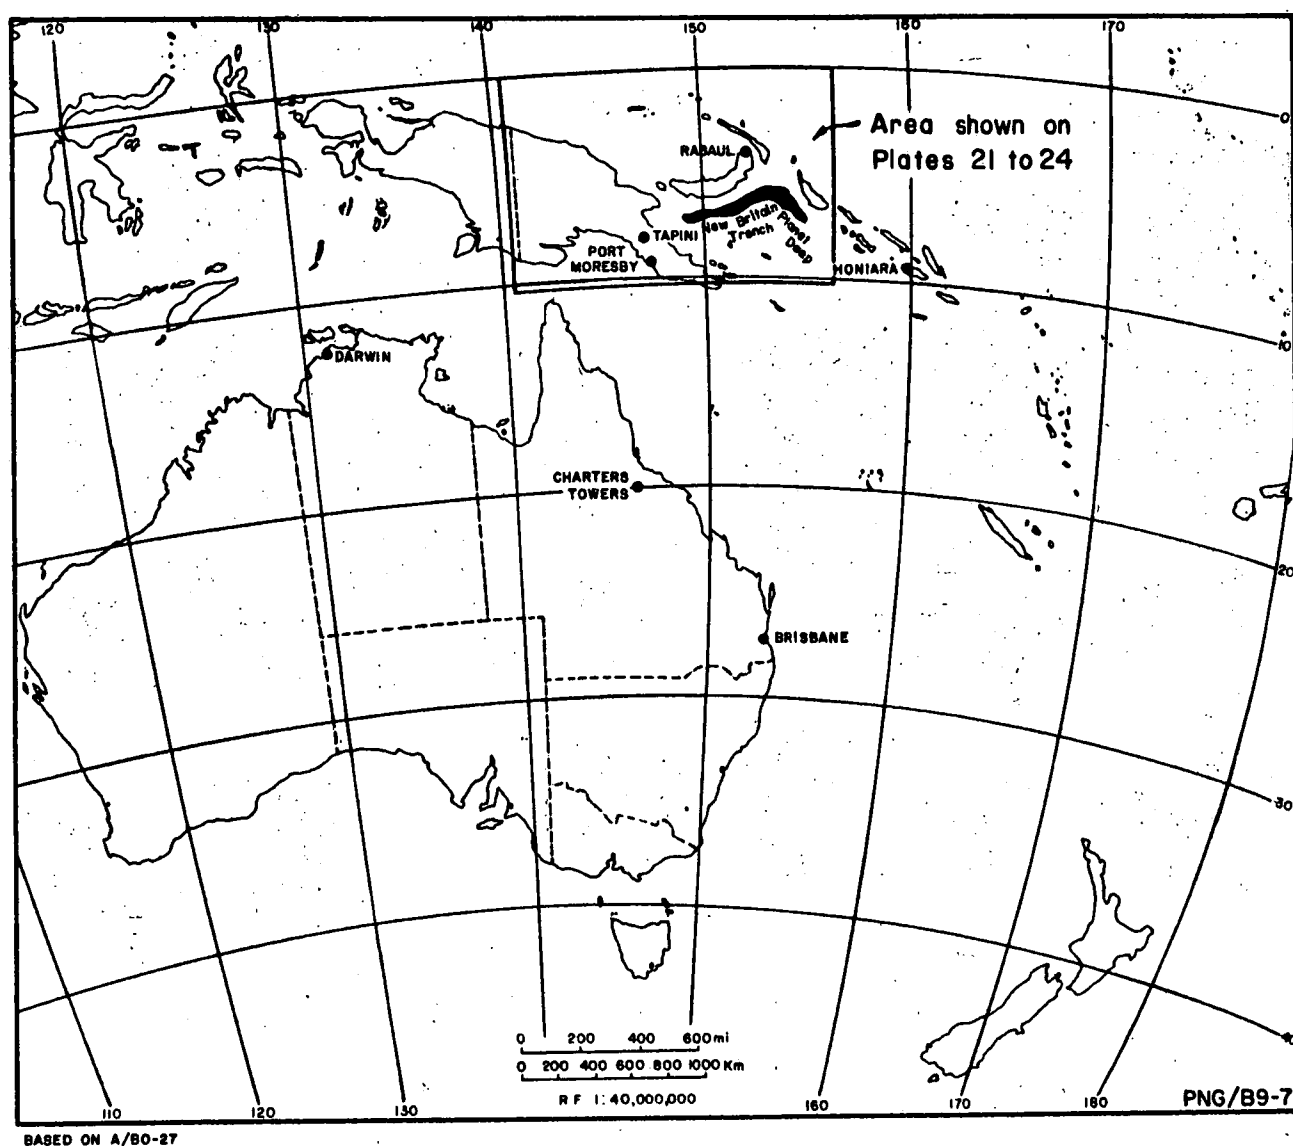 120
130
140
150
160
170
0
Area shown on
Plates 21 to 24
RABAUL
New Britain
Trench
Planet
Deep
TAPINI
PORT
MORESBY
HONIARA
10
DARWIN
CHARTERS
TOWERS
20
BRISBANE
30
0 200 400 600 mi
0 200 400 600 800 1000 Km
R F 1: 40,000,000
110
120
130
160
170
180
PNG/B9-7
BASED ON A/B0-27